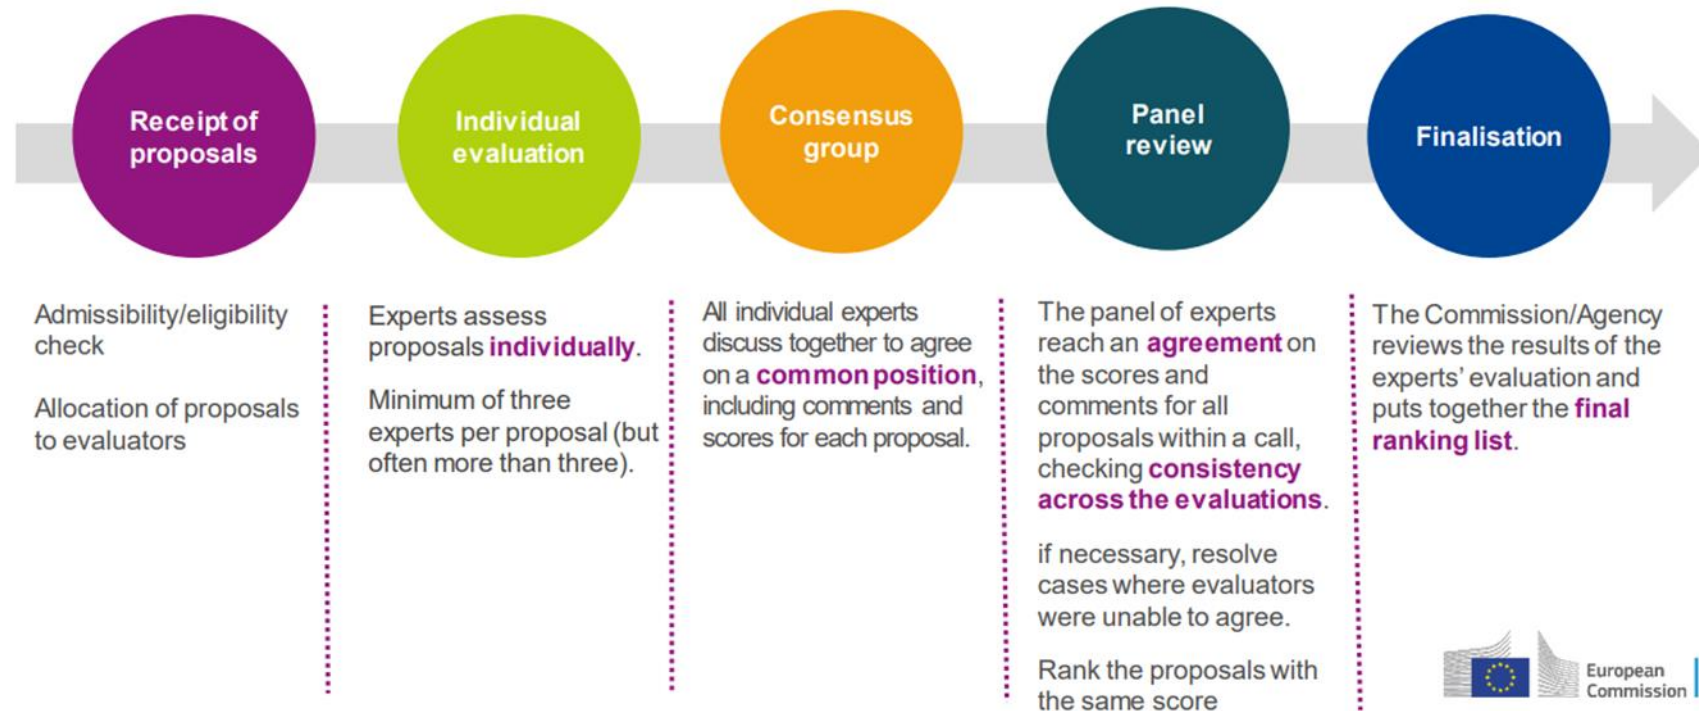 Receipt of
proposals
Individual
evaluation
Consensus
group
Panel
review
Finalisation
Admissibility/eligibility
check
Allocation of proposals
to evaluators
Experts assess
proposals individually.
Minimum of three
experts per proposal (but
often more than three).
All individual experts
discuss together to agree
on a common position,
including comments and
scores for each proposal.
The panel of experts
reach an agreement on
the scores and
comments for all
proposals within a call,
checking consistency
across the evaluations.
if necessary, resolve
cases where evaluators
were unable to agree.
Rank the proposals with
the same score
The Commission/Agency
reviews the results of the
experts’ evaluation and
puts together the final
ranking list.
European
Commission